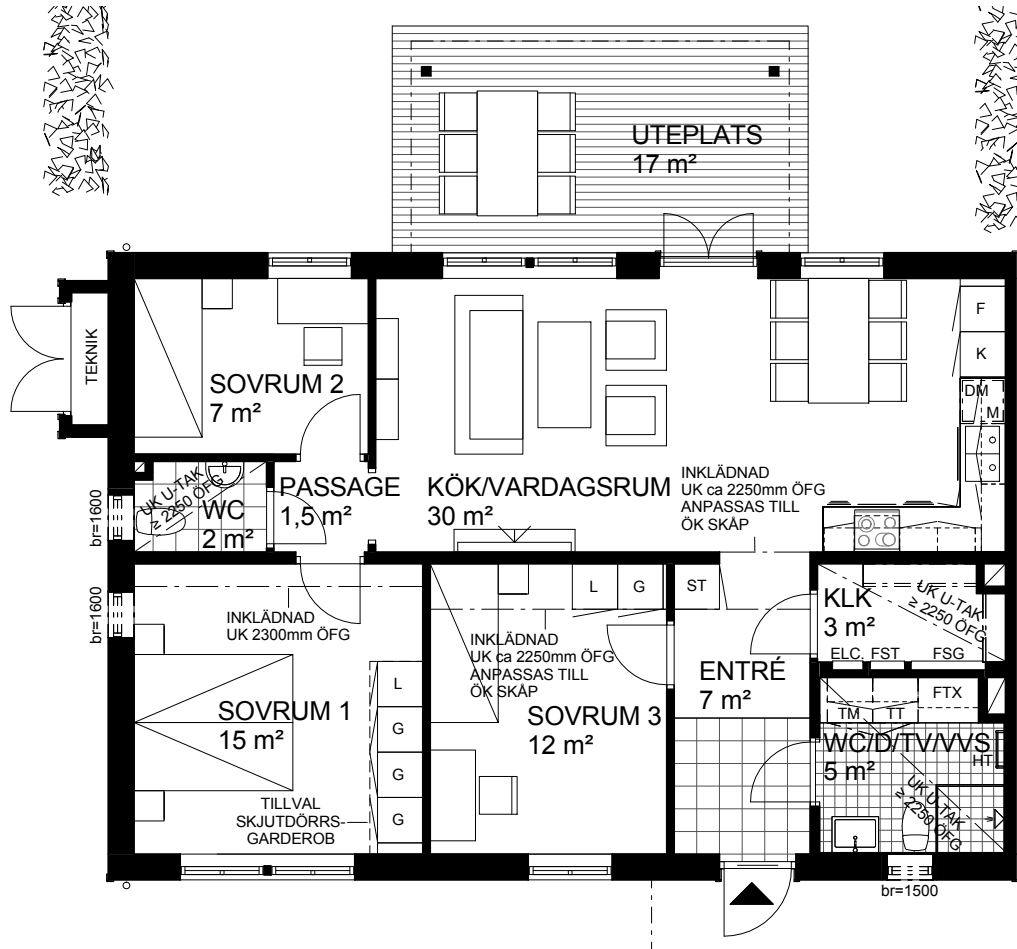 UTEPLATS
17 m²
TEKNIK
SOVRUM 2
7 m²
F
K
DM
M
UK U-TAK
≥ 2250 ÖFG
WC
2 m²
PASSAGE
1,5 m²
KÖK/VARDAGSRUM
30 m²
INKLÄDNAD
UK ca 2250mm ÖFG
ANPASSAS TILL
ÖK SKÅP
br=1600
br=1600
INKLÄDNAD
UK 2300mm ÖFG
L
G
ST
INKLÄDNAD
UK ca 2250mm ÖFG
ANPASSAS TILL
ÖK SKÅP
KLK
3 m²
UK U-TAK
≥ 2250 ÖFG
ELC. FST FSG
ENTRÉ
7 m²
SOVRUM 1
15 m²
L
G
G
G
SOVRUM 3
12 m²
TM TT FTX
WC/D/TV/VVS
5 m²
HT
UK U-TAK
≥ 2250 ÖFG
TILLVAL
SKJUTDÖRRS-
GARDEROB
br=1500